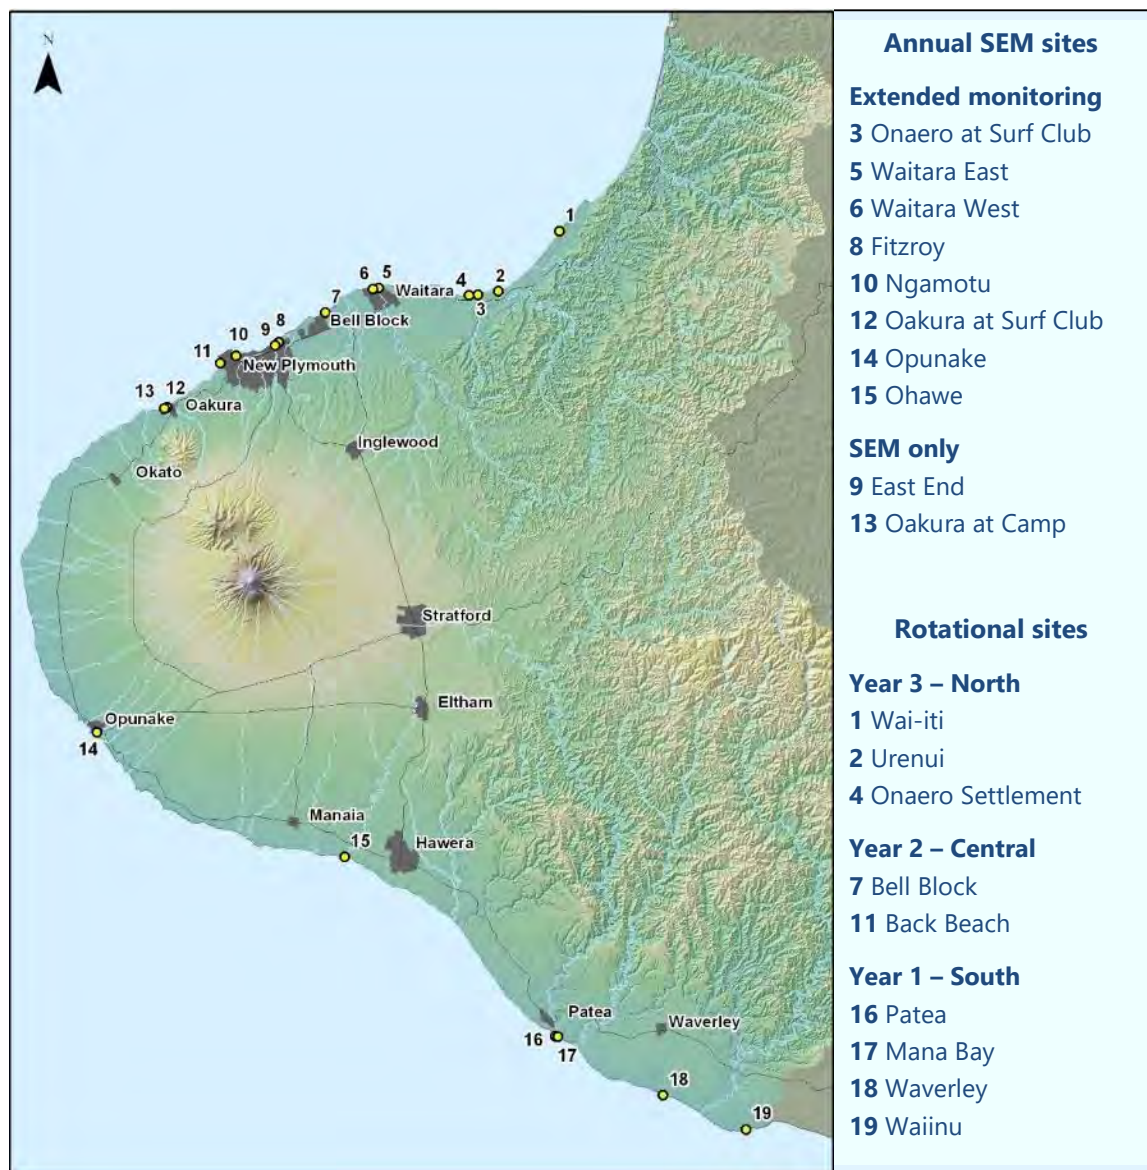 N
1
2
3
4
5
6
Waitara
7
Bell Block
8
9
10
11
New Plymouth
12
13
Oakura
Inglewood
Okato
Stratford
Eltham
Opunake
14
Manaia
15
Hawera
Patea
16
17
Waverley
18
19
Annual SEM sites
Extended monitoring
3 Onaero at Surf Club
5 Waitara East
6 Waitara West
8 Fitzroy
10 Ngamotu
12 Oakura at Surf Club
14 Opunake
15 Ohawe
SEM only
9 East End
13 Oakura at Camp
Rotational sites
Year 3 – North
1 Wai-iti
2 Urenui
4 Onaero Settlement
Year 2 – Central
7 Bell Block
11 Back Beach
Year 1 – South
16 Patea
17 Mana Bay
18 Waverley
19 Waiinu